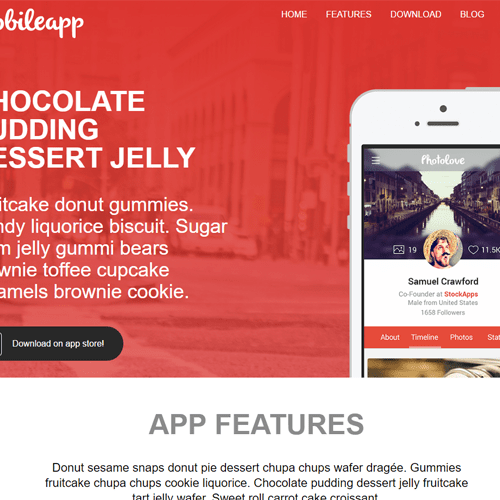 obileapp
HOME FEATURES DOWNLOAD BLOG
HOCOLATE
UDDING
ESSERT JELLY
itcake donut gummies.
ndy liquorice biscuit. Sugar
m jelly gummi bears
wnie toffee cupcake
amels brownie cookie.
Download on app store!
Photolove
19 11.5K
Samuel Crawford
Co-Founder at StockApps
Male from United States
1658 Followers
About Timeline Photos Stat
APP FEATURES
Donut sesame snaps donut pie dessert chupa chups wafer dragée. Gummies
fruitcake chupa chups cookie liquorice. Chocolate pudding dessert jelly fruitcake
tart jelly wafer. Sweet roll carrot cake croissant